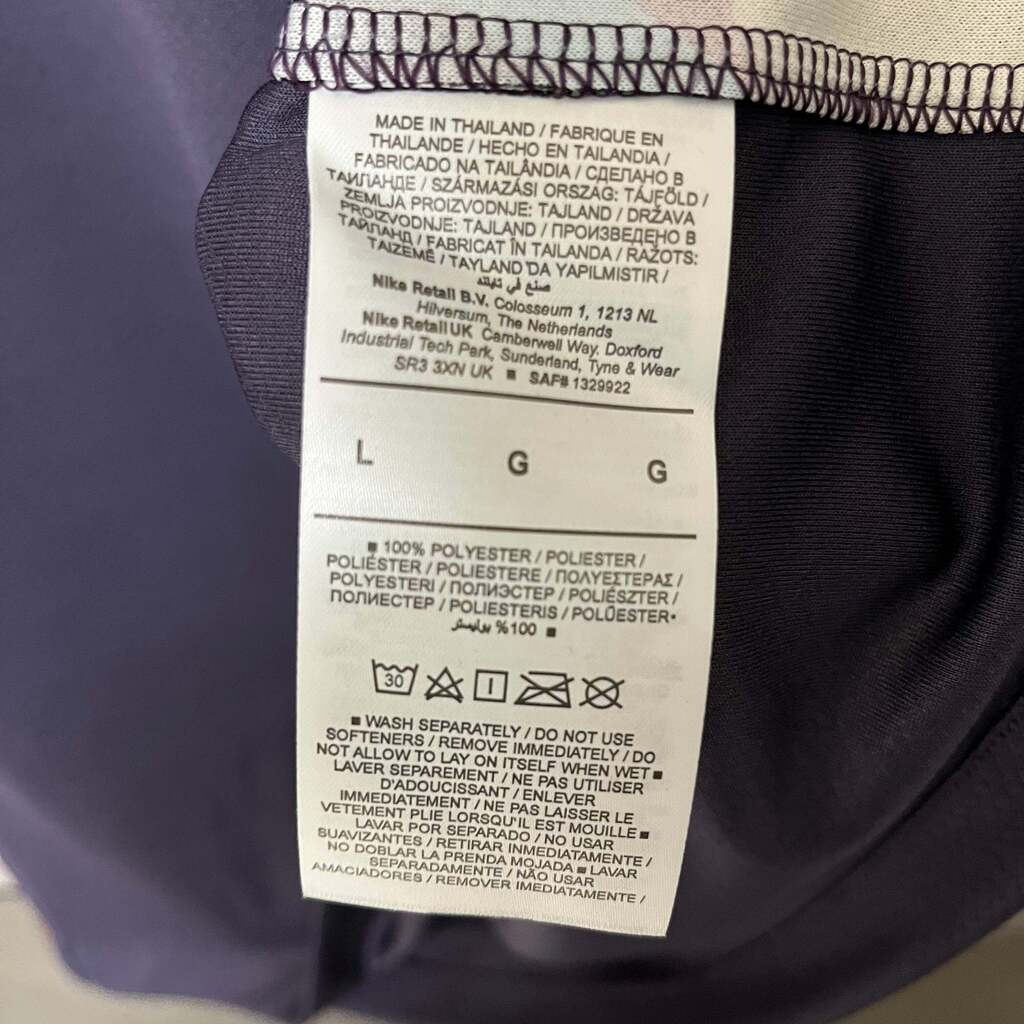 MADE IN THAILAND / FABRIQUE EN
THAILANDE / HECHO EN TAILANDIA /
FABRICADO NA TAILÂNDIA / СДЕЛАНО В
ТАИЛАНДЕ / SZÁRMAZÁSI ORSZÁG: TÁJFÖLD /
ZEMLJA PROIZVODNJE: TAJLAND / DRŽAVA
PROIZVODNJE: TAJLAND / ПРОИЗВЕДЕНО В
ТАЙЛАНД / FABRICAT ÎN TAILANDA / RAŽOTS:
TAIZEMĒ / TAYLAND'DA YAPILMISTIR /
صنع في تايلند
Nike Retail B.V. Colosseum 1, 1213 NL
Hilversum, The Netherlands
Nike Retail UK Camberwell Way, Doxford
Industrial Tech Park, Sunderland, Tyne & Wear
SR3 3XN UK ■ SAF# 1329922
L G G
■ 100% POLYESTER / POLIESTER /
POLIÉSTER / POLIESTERE / ΠΟΛΥΕΣΤΕΡΑΣ /
POLYESTERI / ПОЛИЭСТЕР / POLIÉSZTER /
ПОЛИЕСТЕР / POLIESTERIS / POLÜESTER*
100% بوليستر ■
30
■ WASH SEPARATELY / DO NOT USE
SOFTENERS / REMOVE IMMEDIATELY / DO
NOT ALLOW TO LAY ON ITSELF WHEN WET ■
LAVER SEPAREMENT / NE PAS UTILISER
D'ADOUCISSANT / ENLEVER
IMMEDIATEMENT / NE PAS LAISSER LE
VETEMENT PLIE LORSQU'IL EST MOUILLE ■
LAVAR POR SEPARADO / NO USAR
SUAVIZANTES / RETIRAR INMEDIATAMENTE /
NO DOBLAR LA PRENDA MOJADA ■ LAVAR
SEPARADAMENTE / NÃO USAR
AMACIADORES / REMOVER IMEDIATAMENTE /